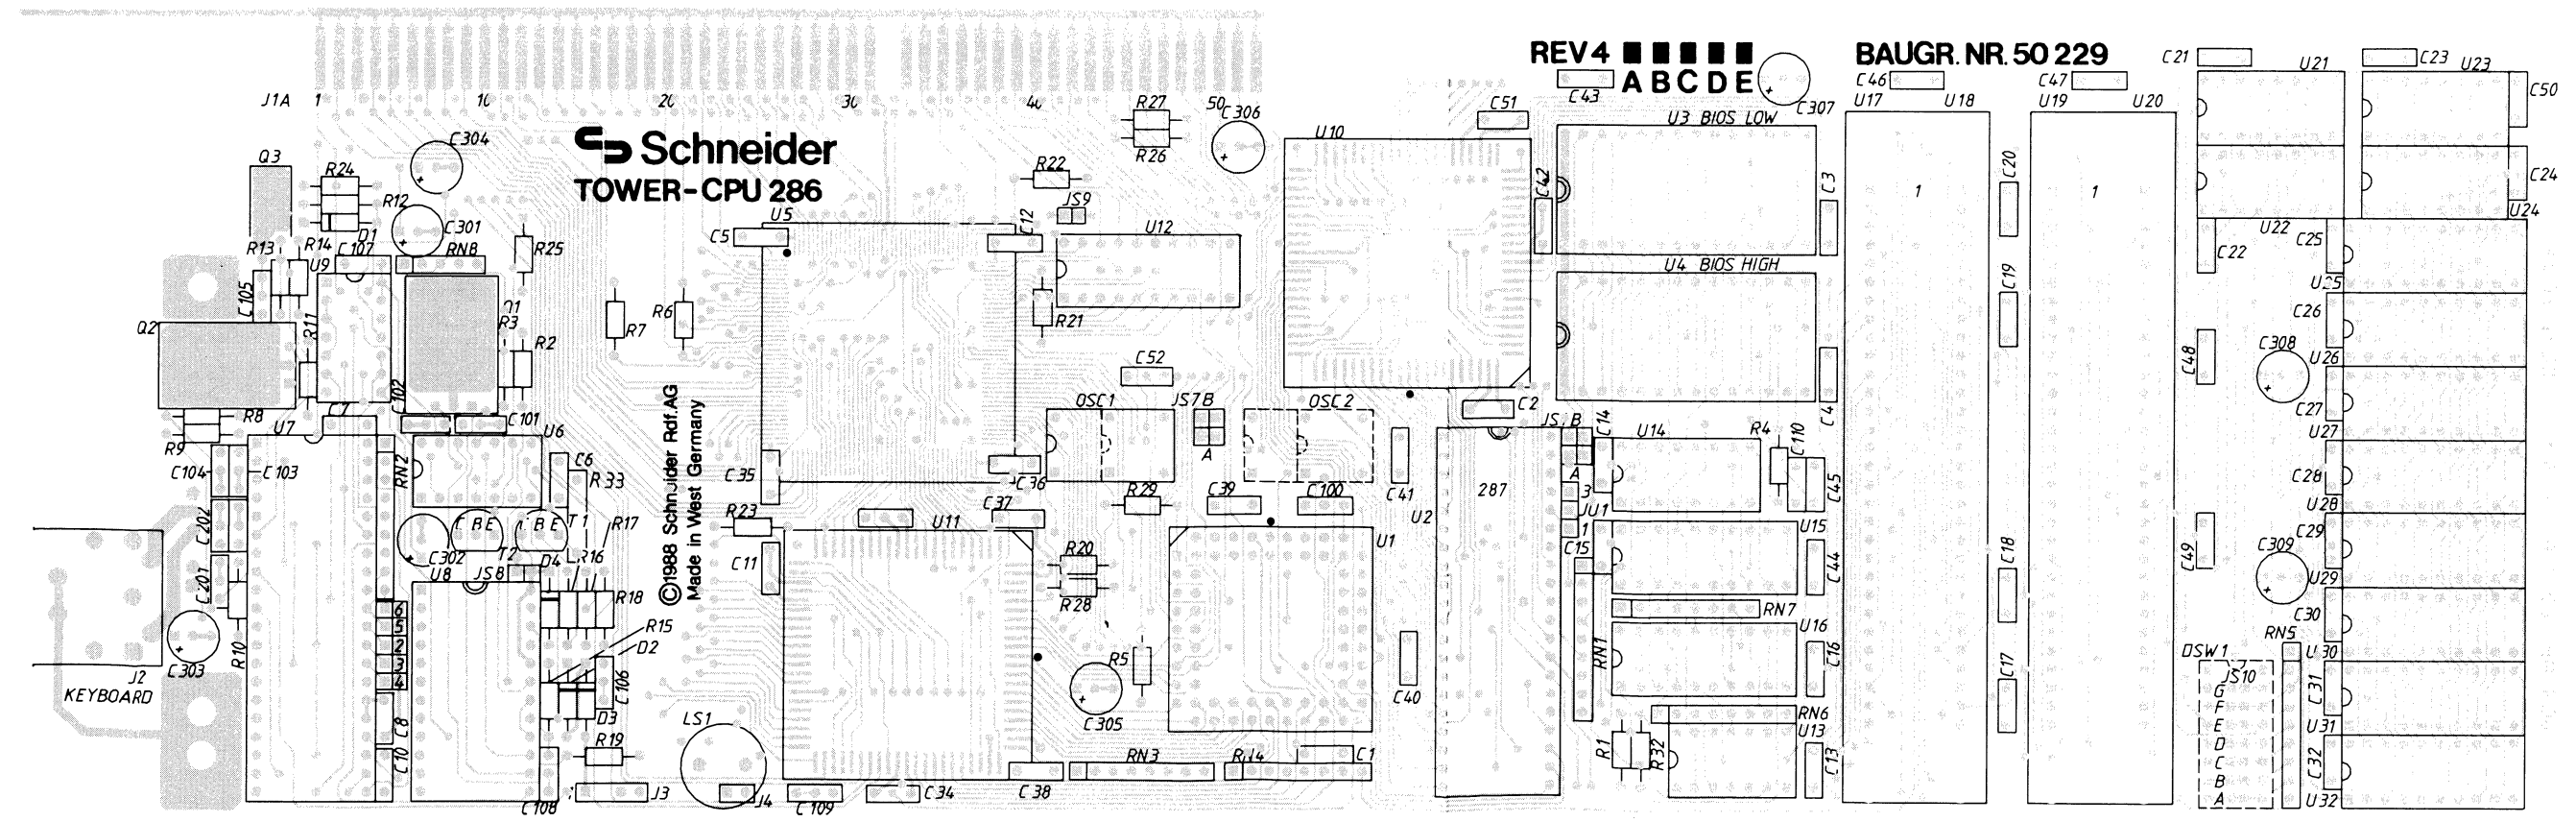 REV 4 A B C D E
BAUGR. NR. 50 229
C21
U21
C23
U23
J1A 1 10 20 30 40 50
C306
R27
R26
C51
C43
C307
C46
U17
U18
C47
U19
U20
C50
C304
Schneider
TOWER-CPU 286
U10
U3 BIOS LOW
Q3
R24
R12
C301
D1
R22
JS9
C42
C3
1
1
C20
C24
U24
R13
R14
C107
U9
RN8
R25
U5
C5
C12
U12
U4 BIOS HIGH
U22
C22
C25
U25
C105
Q2
R11
R3
R2
R7
R6
R21
C19
C26
U26
C52
C48
C308
102
R8
R9
C7
C101
U7
U6
OSC1
JS7B
A
OSC2
C2
C14
U14
R4
C110
C4
C27
U27
C104
C103
RN2
C6
R33
C35
C36
C41
287
A
3
JU1
1
C45
C28
U28
©1988 Schneider Rdf.AG
Made in West Germany
C202
C302
T1
T2
R17
R16
D4
R23
C37
U11
R29
C39
C100
U2
U1
C15
U15
C44
C29
U29
C49
C309
C18
C201
U8
JS8
R18
C11
R20
R28
RN7
C30
U30
C303
R10
6
5
2
3
4
R15
D2
C106
R5
C305
C40
RN1
U16
C16
C17
RN5
DSW1
JS10
G
F
E
D
C
B
A
C31
U31
J2
KEYBOARD
C8
C10
D3
R19
LS1
RN3
RN4
C1
RN6
U13
R1
R32
C13
C32
U32
C108
J3
J4
C109
C34
C38